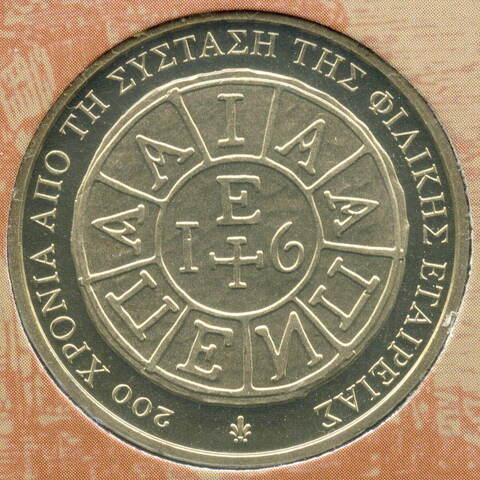 200 ΧΡΟΝΙΑ ΑΠΟ ΤΗ ΣΥΣΤΑΣΗ ΤΗΣ ΦΙΛΙΚΗΣ ΕΤΑΙΡΕΙΑΣ
Ι Α Α Π И Ε Π Α Α
Ε
Ι 6